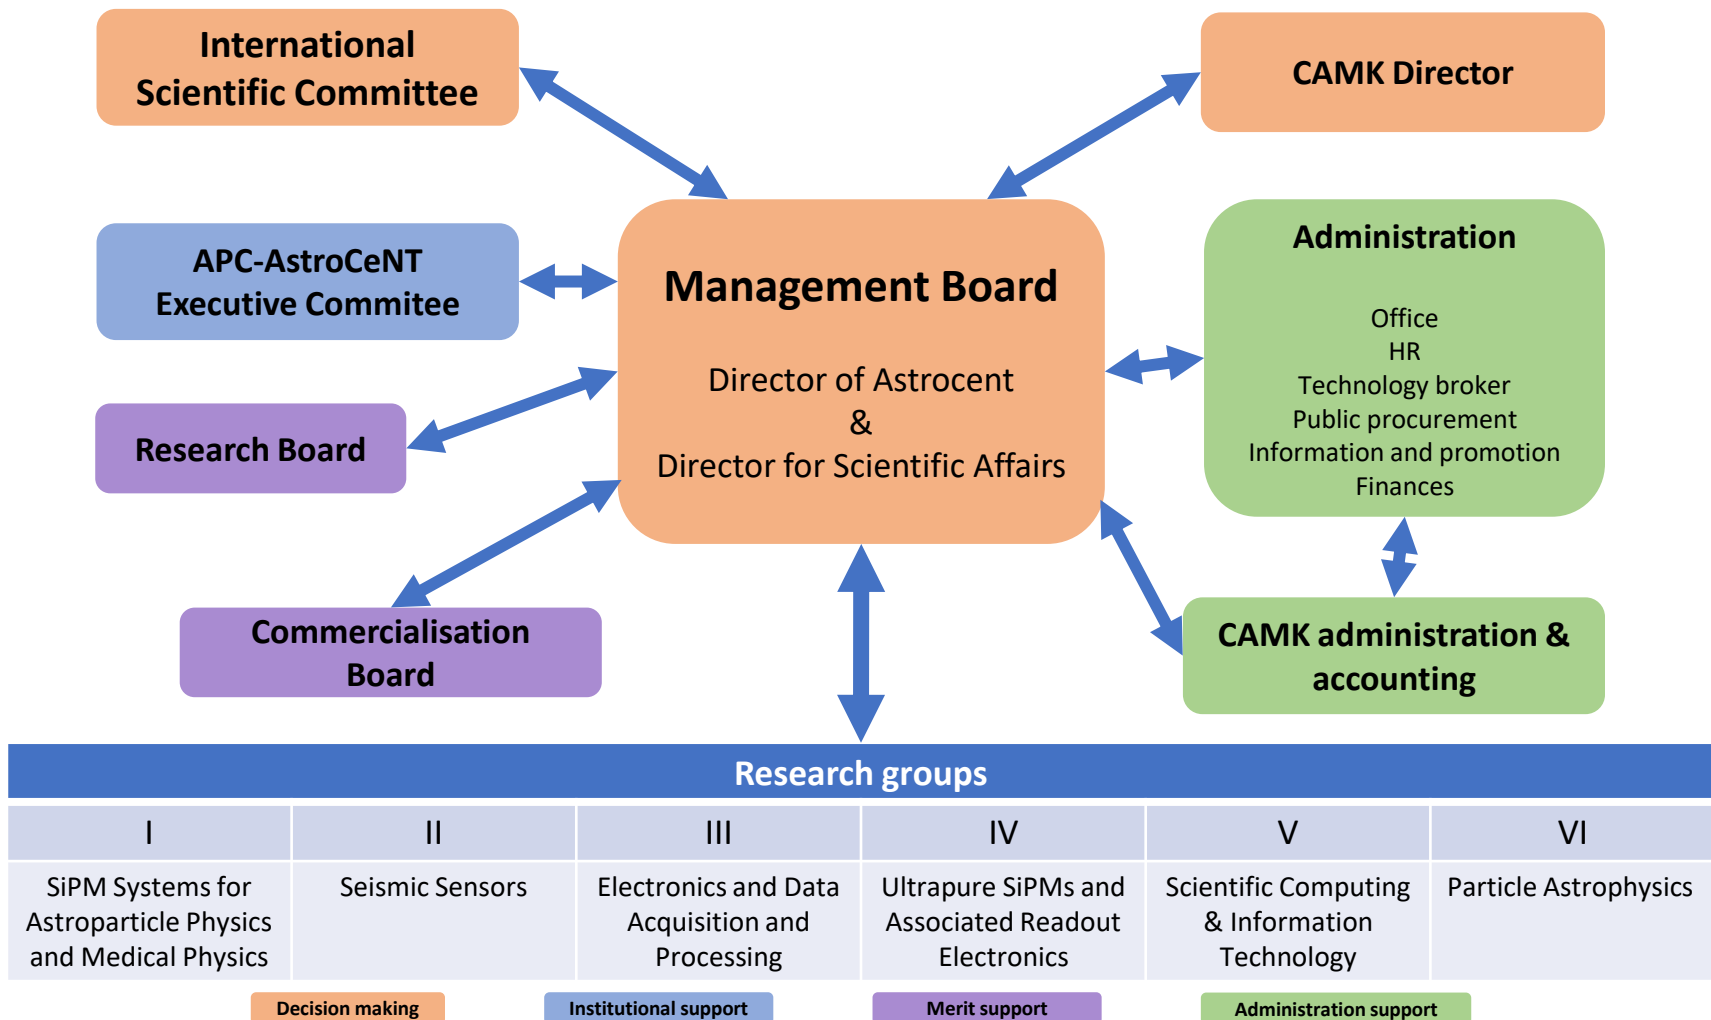 International
Scientific Committee
CAMK Director
APC-AstroCeNT
Executive Commitee
Management Board
Director of Astrocent
&
Director for Scientific Affairs
Administration
Office
HR
Technology broker
Public procurement
Information and promotion
Finances
Research Board
Commercialisation
Board
CAMK administration &
accounting
Research groups
I
II
III
IV
V
VI
SiPM Systems for
Astroparticle Physics
and Medical Physics
Seismic Sensors
Electronics and Data
Acquisition and
Processing
Ultrapure SiPMs and
Associated Readout
Electronics
Scientific Computing
& Information
Technology
Particle Astrophysics
Decision making
Institutional support
Merit support
Administration support